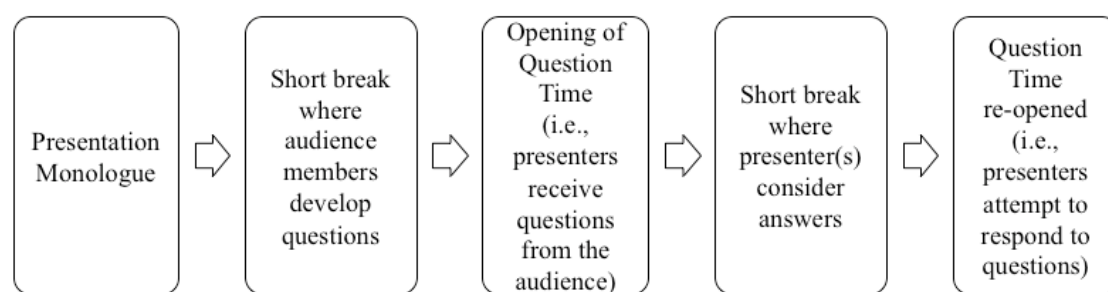 Presentation
Monologue
Short break
where
audience
members
develop
questions
Opening of
Question
Time
(i.e.,
presenters
receive
questions
from the
audience)
Short break
where
presenter(s)
consider
answers
Question
Time
re-opened
(i.e.,
presenters
attempt to
respond to
questions)